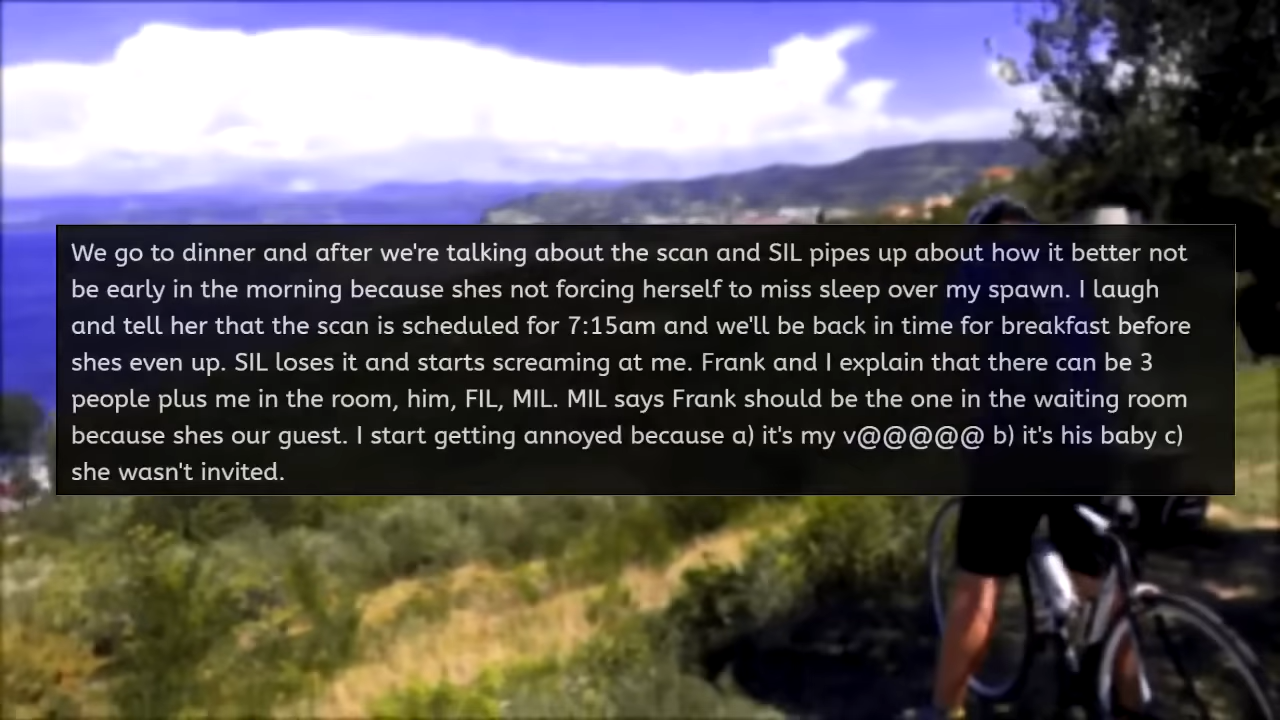 We go to dinner and after we're talking about the scan and SIL pipes up about how it better not
be early in the morning because shes not forcing herself to miss sleep over my spawn. I laugh
and tell her that the scan is scheduled for 7:15am and we'll be back in time for breakfast before
shes even up. SIL loses it and starts screaming at me. Frank and I explain that there can be 3
people plus me in the room, him, FIL, MIL. MIL says Frank should be the one in the waiting room
because shes our guest. I start getting annoyed because a) it's my v@@@@@ b) it's his baby c)
she wasn't invited.